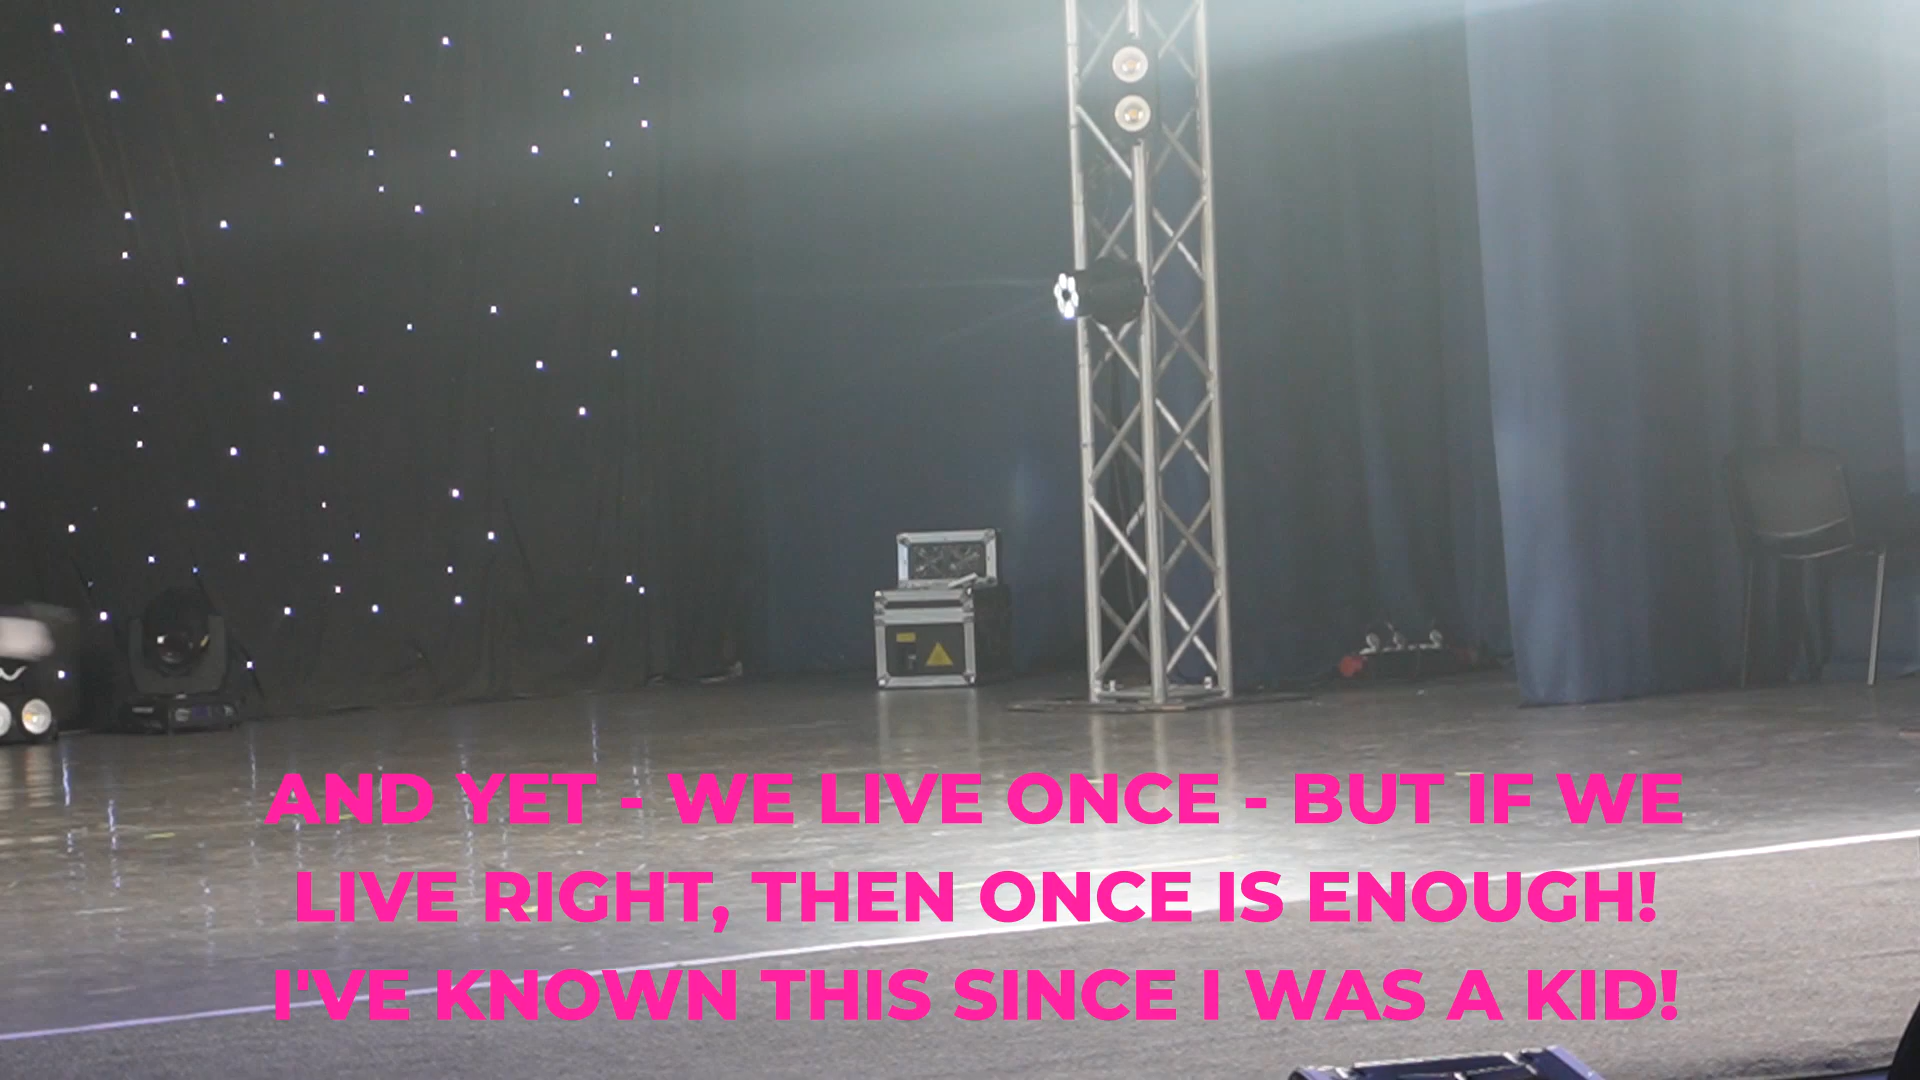 AND YET - WE LIVE ONCE - BUT IF WE
LIVE RIGHT, THEN ONCE IS ENOUGH!
I'VE KNOWN THIS SINCE I WAS A KID!